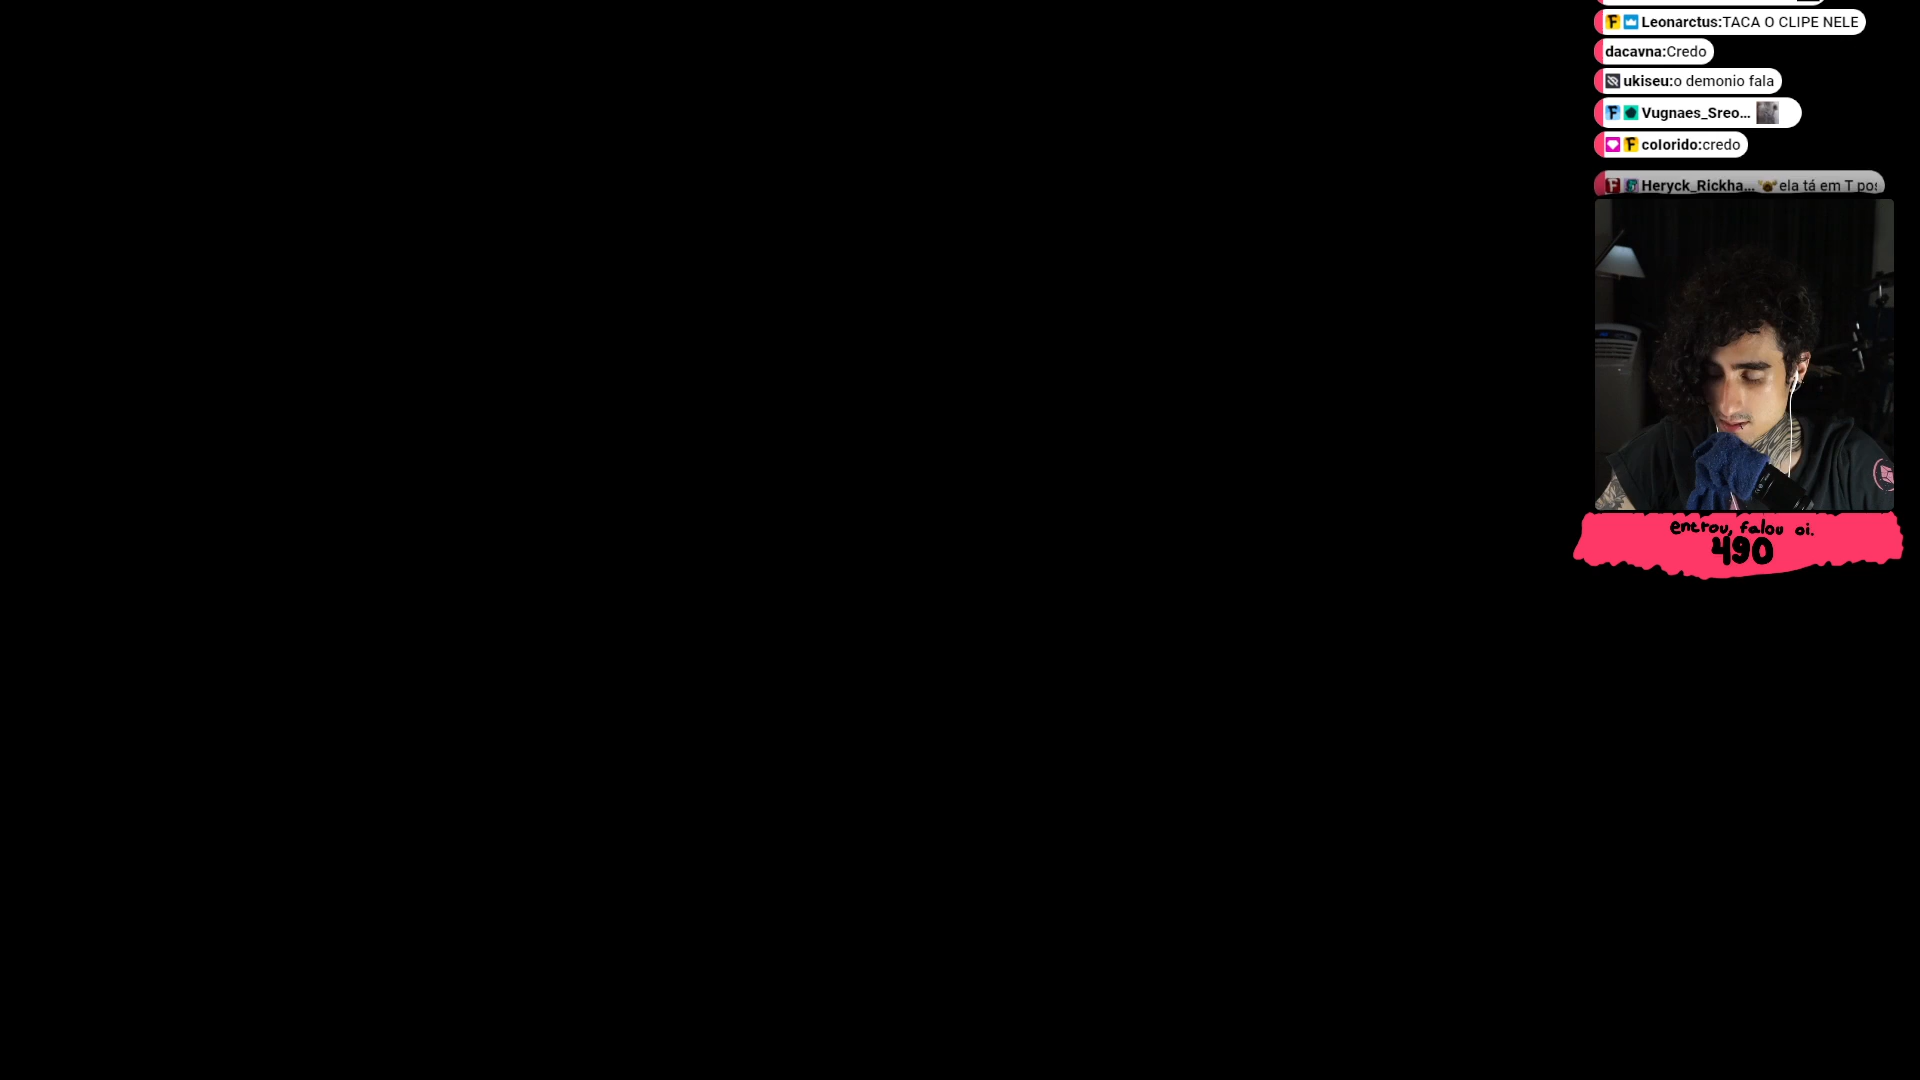 Leonarctus:TACA O CLIPE NELE
dacavna:Credo
ukiseu:o demonio fala
Vugnaes_Sreo...
colorido:credo
Heryck_Rickha... ela tá em T pos
entrou, falou oi.
490